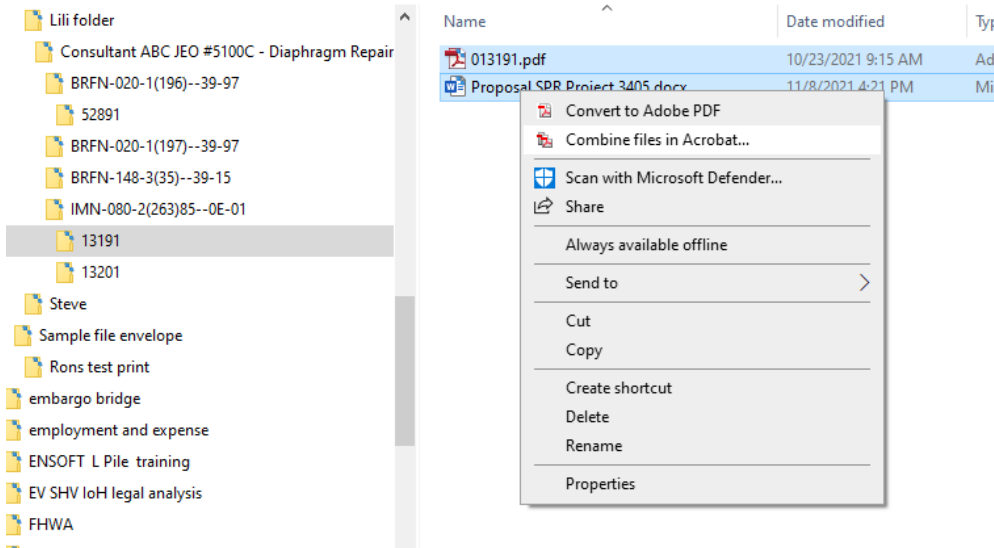 Lili folder
Consultant ABC JEO #5100C - Diaphragm Repair
BRFN-020-1(196)--39-97
52891
BRFN-020-1(197)--39-97
BRFN-148-3(35)--39-15
IMN-080-2(263)85--0E-01
13191
13201
Steve
Sample file envelope
Rons test print
embargo bridge
employment and expense
ENSOFT L Pile training
EV SHV IoH legal analysis
FHWA
Name Date modified Typ
013191.pdf 10/23/2021 9:15 AM Ad
Proposal SPR Project 3405.docx 11/8/2021 4:21 PM Mi
Convert to Adobe PDF
Combine files in Acrobat...
Scan with Microsoft Defender...
Share
Always available offline
Send to
Cut
Copy
Create shortcut
Delete
Rename
Properties